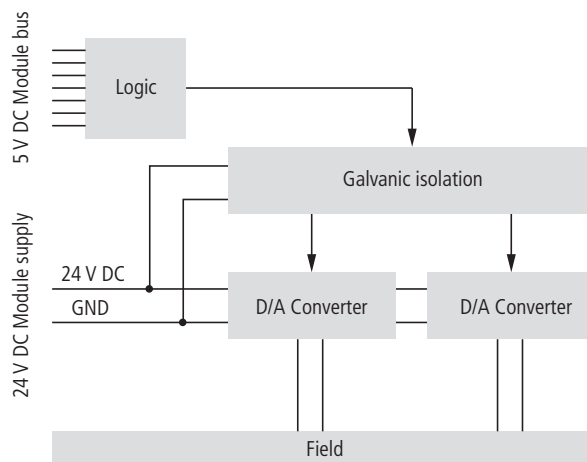 5 V DC Module bus
Logic
Galvanic isolation
24 V DC Module supply
24 V DC
GND
D/A Converter
D/A Converter
Field